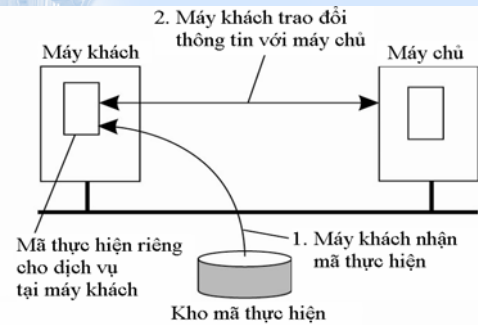 2. Máy khách trao đổi
thông tin với máy chủ
Máy khách
Máy chủ
Mã thực hiện riêng
cho dịch vụ
tại máy khách
1. Máy khách nhận
mã thực hiện
Kho mã thực hiện